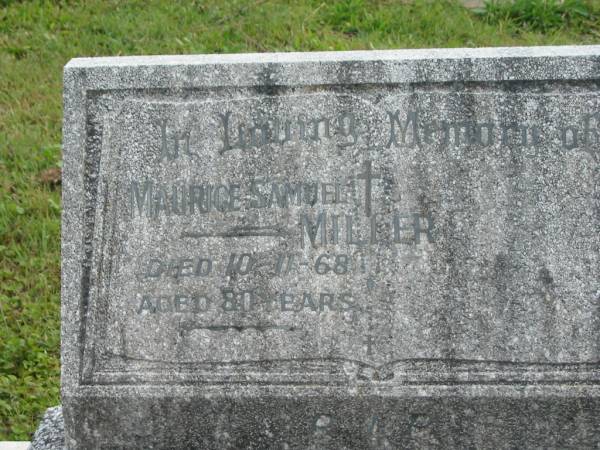 In Loving Memory of
MAURICE SAMUEL
MILLER
DIED 10-11-68
AGED 80 YEARS
R.I.P.